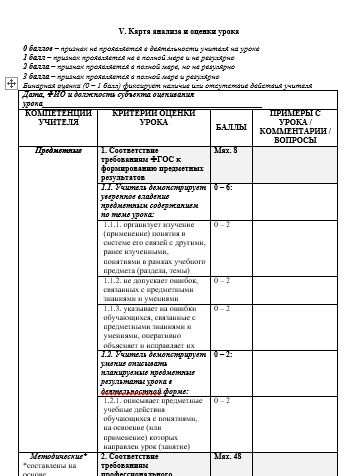 V. Карта анализа и оценки урока
0 баллов – признак не проявляется в деятельности учителя на уроке
1 балл – признак проявляется не в полной мере и не регулярно
2 балла – признак проявляется в полной мере, но не регулярно
3 балла – признак проявляется в полной мере и регулярно
Бинарная оценка (0 – 1 балл) фиксирует наличие или отсутствие действия учителя
Дата, ФИО и должность субъекта оценивания
урока
КОМПЕТЕНЦИИ
УЧИТЕЛЯ
КРИТЕРИИ ОЦЕНКИ
УРОКА
БАЛЛЫ
ПРИМЕРЫ С
УРОКА /
КОММЕНТАРИИ /
ВОПРОСЫ
Предметные
1. Соответствие
требованиям ФГОС к
формированию предметных
результатов
Мах. 8
1.1. Учитель демонстрирует
уверенное владение
предметным содержанием
по теме урока:
0 – 6:
1.1.1. организует изучение
(применение) понятия в
системе его связей с другими,
ранее изученными,
понятиями в рамках учебного
предмета (раздела, темы)
0 – 2
1.1.2. не допускает ошибок,
связанных с предметными
знаниями и умениями
0 – 2
1.1.3. указывает на ошибки
обучающихся, связанные с
предметными знаниями и
умениями, оперативно
объясняет и исправляет их
0 – 2
1.2. Учитель демонстрирует
умение описывать
планируемые предметные
результаты урока в
деятельностной форме:
0 – 2:
1.2.1. описывает предметные
учебные действия
обучающихся с понятиями,
на освоение (или
применение) которых
направлен урок (занятие)
0 – 2
Методические*
*составлены на
основе
2. Соответствие
требованиям
профессионального
Мах. 48